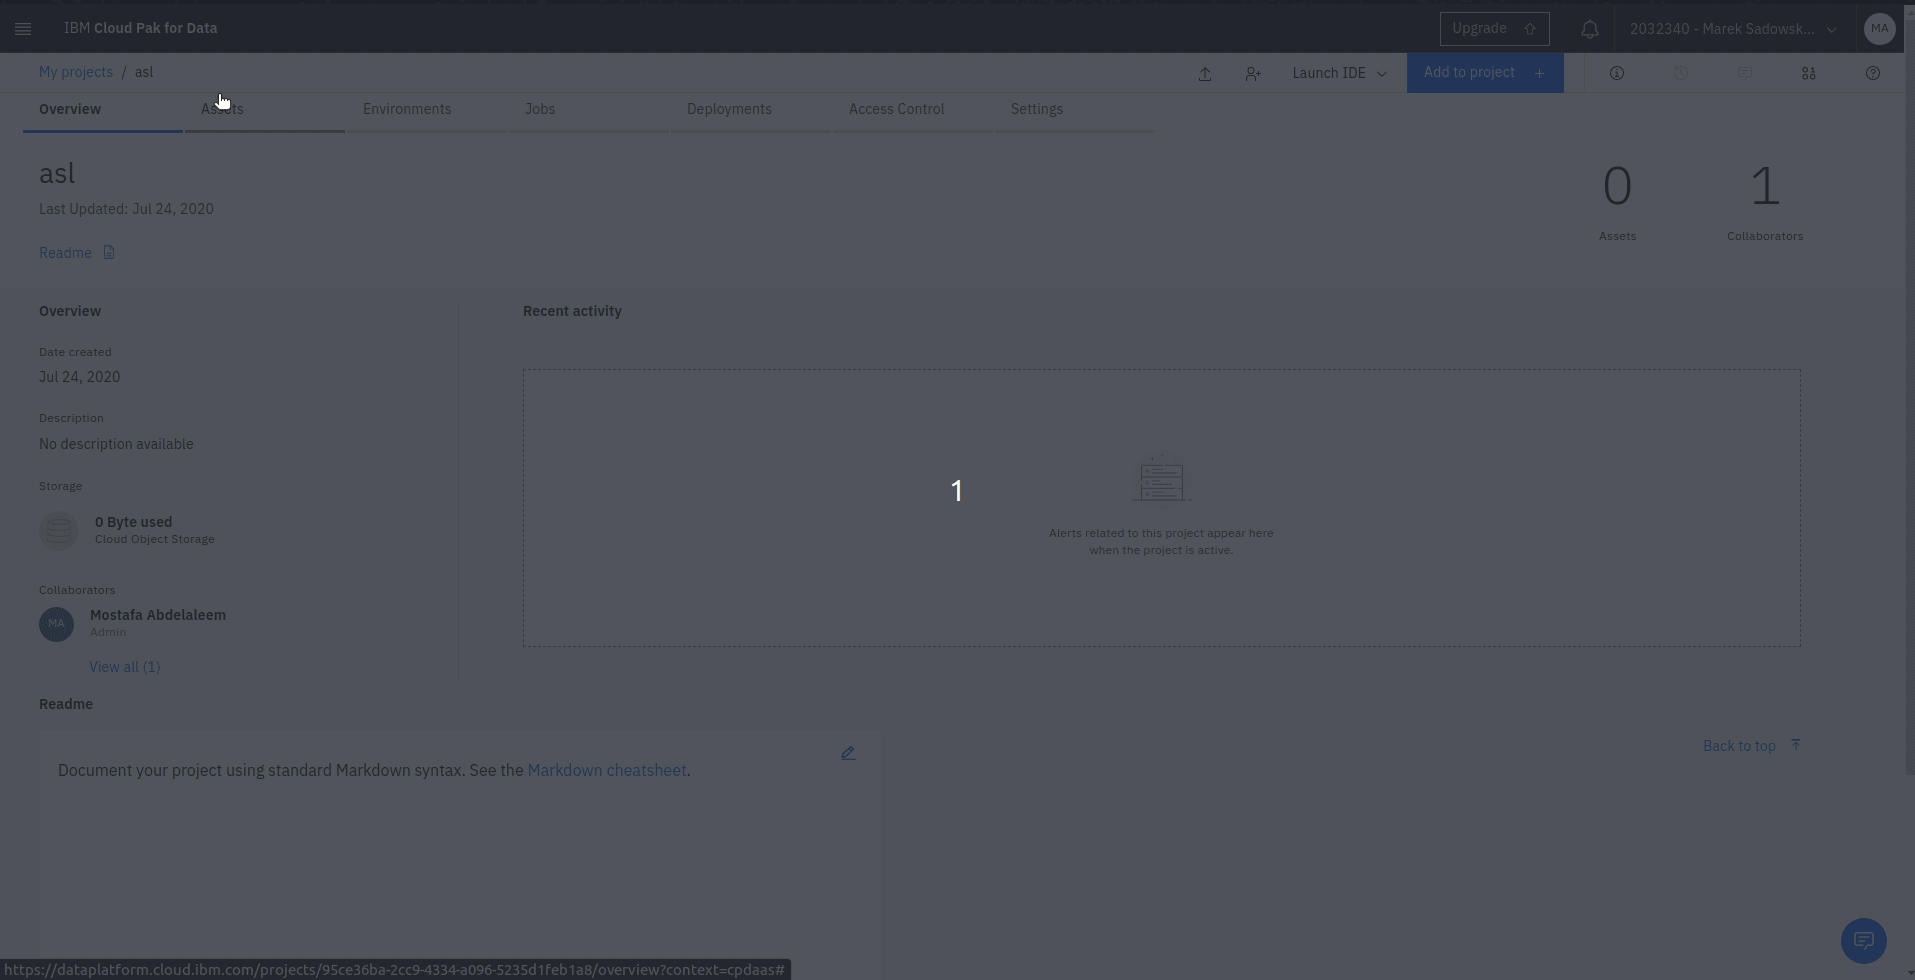 IBM Cloud Pak for Data
Upgrade
2032340 - Marek Sadowsk...
MA
My projects / asl
Launch IDE
Add to project +
Overview
Assets
Environments
Jobs
Deployments
Access Control
Settings
asl
Last Updated: Jul 24, 2020
Readme
0
Assets
1
Collaborators
Overview
Date created
Jul 24, 2020
Description
No description available
Storage
0 Byte used
Cloud Object Storage
Collaborators
MA
Mostafa Abdelaleem
Admin
View all (1)
Recent activity
1
Alerts related to this project appear here
when the project is active.
Readme
Document your project using standard Markdown syntax. See the Markdown cheatsheet.
Back to top
https://dataplatform.cloud.ibm.com/projects/95ce36ba-2cc9-4334-a096-5235d1feb1a8/overview?context=cpdaas#